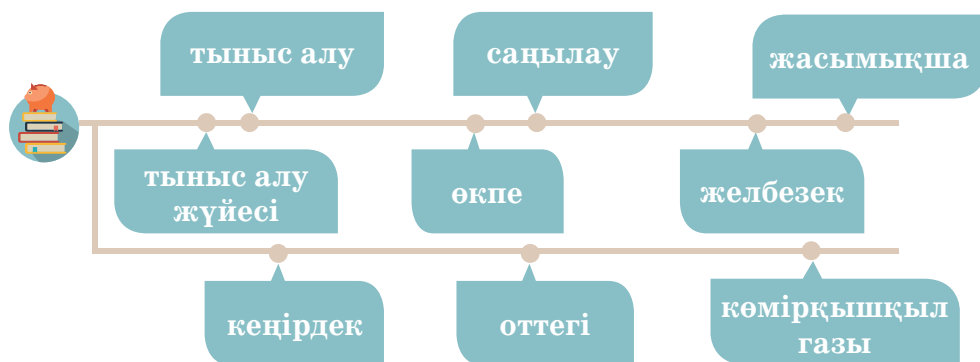 тыныс алу
саңылау
жасымықша
тыныс алу
жүйесі
өкпе
желбезек
кеңірдек
оттегі
көмірқышқыл
газы